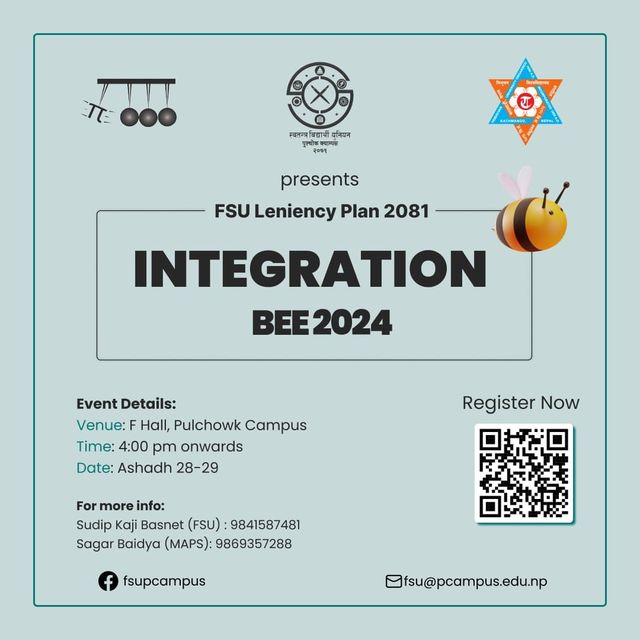 स्वतन्त्र विद्यार्थी युनियन
पुल्चोक क्याम्पस
२०७९
presents
FSU Leniency Plan 2081
INTEGRATION
BEE 2024
Event Details:
Venue: F Hall, Pulchowk Campus
Time: 4:00 pm onwards
Date: Ashadh 28-29
Register Now
For more info:
Sudip Kaji Basnet (FSU) : 9841587481
Sagar Baidya (MAPS): 9869357288
fsupcampus
fsu@pcampus.edu.np